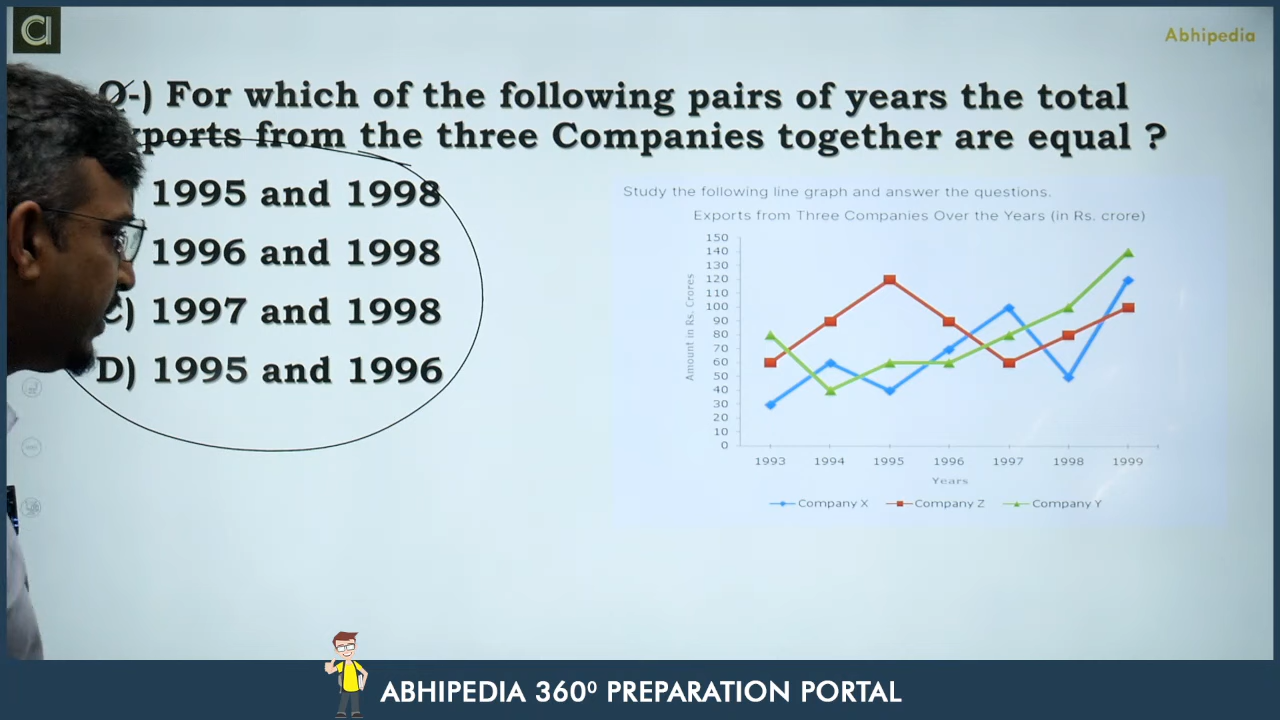 Abhipedia
Q-) For which of the following pairs of years the total
xports from the three Companies together are equal ?
1995 and 1998
1996 and 1998
C) 1997 and 1998
D) 1995 and 1996
Study the following line graph and answer the questions.
Exports from Three Companies Over the Years (in Rs. crore)
Amount in Rs. Crores
150
140
130
120
110
100
90
80
70
60
50
40
30
20
10
0
1993 1994 1995 1996 1997 1998 1999
Years
Company X Company Z Company Y
ABHIPEDIA 360⁰ PREPARATION PORTAL